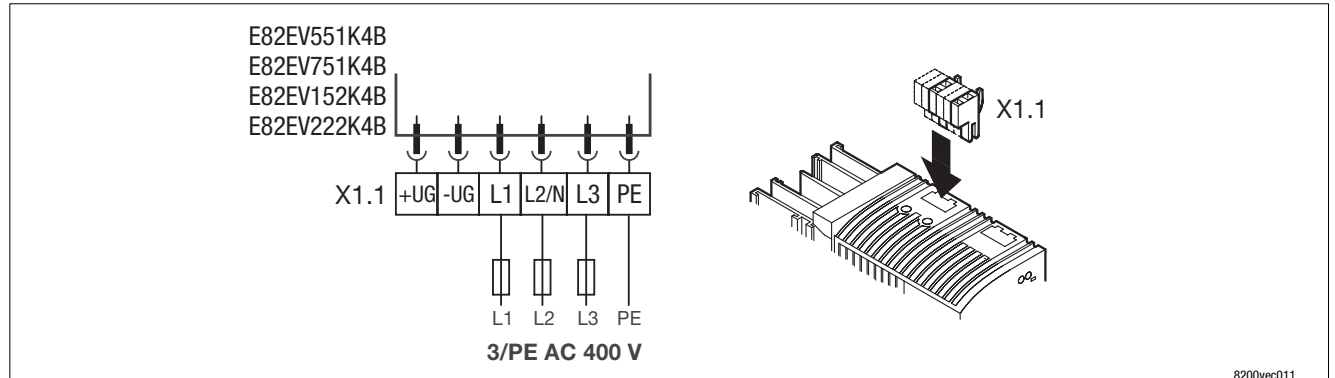 E82EV551K4B
E82EV751K4B
E82EV152K4B
E82EV222K4B
X1.1
X1.1 +UG -UG L1 L2/N L3 PE
L1 L2 L3 PE
3/PE AC 400 V
8200vec011